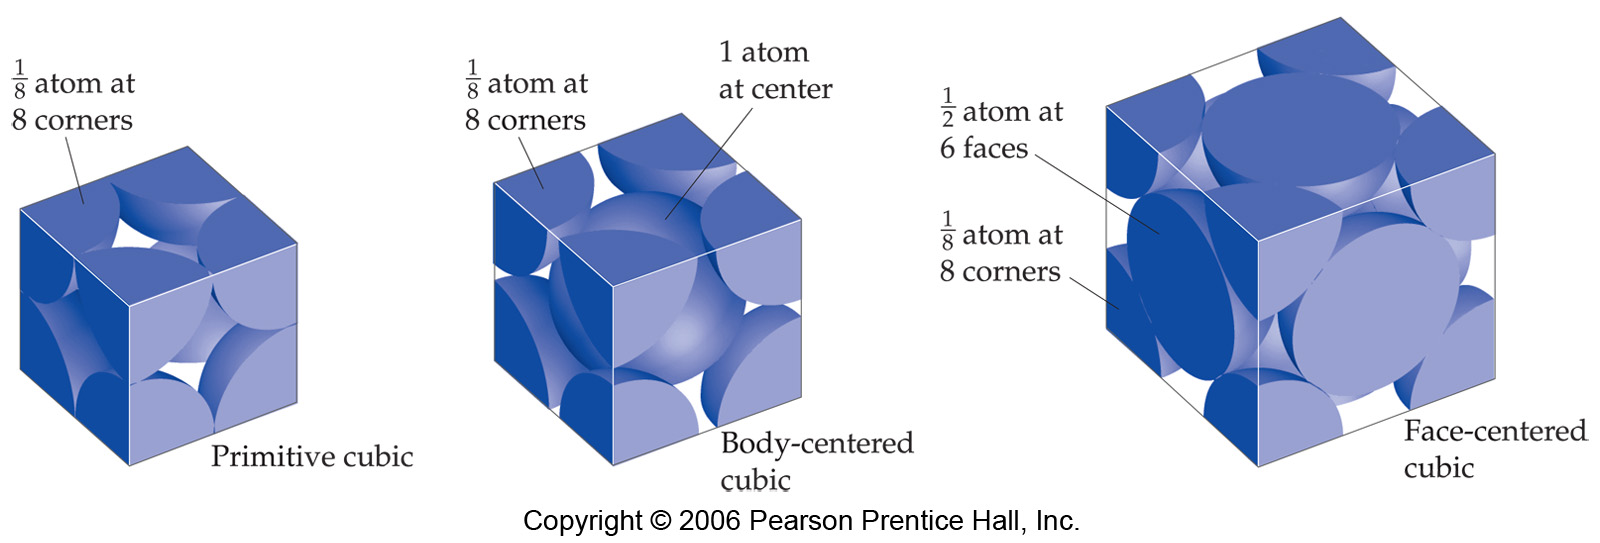 1/8 atom at
8 corners
Primitive cubic
1/8 atom at
8 corners
1 atom
at center
Body-centered
cubic
1/2 atom at
6 faces
1/8 atom at
8 corners
Face-centered
cubic
Copyright © 2006 Pearson Prentice Hall, Inc.